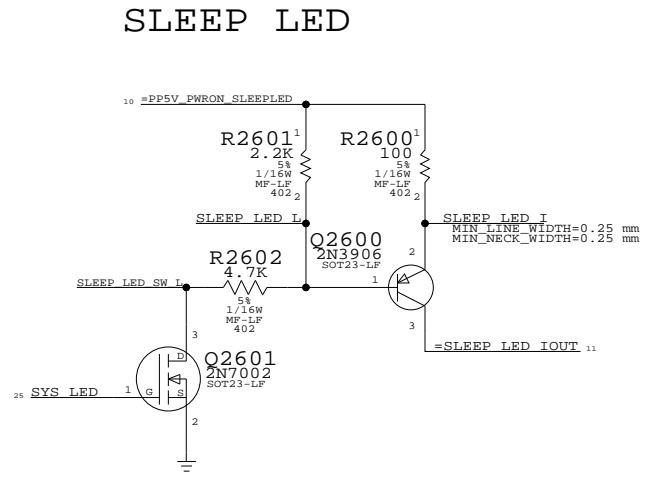 SLEEP LED
10 =PP5V_PWRON_SLEEPLED
R2601 1
2.2K
5%
1/16W
MF-LF
402 2
R2600 1
100
5%
1/16W
MF-LF
402 2
SLEEP_LED_L
SLEEP_LED_I
MIN_LINE_WIDTH=0.25 mm
MIN_NECK_WIDTH=0.25 mm
Q2600
2N3906
SOT23-LF
2
1
3
R2602
4.7K
5%
1/16W
MF-LF
402
SLEEP_LED_SW_L
=SLEEP_LED_IOUT 11
3
Q2601
2N7002
SOT23-LF
D
G
S
1
2
25 SYS_LED